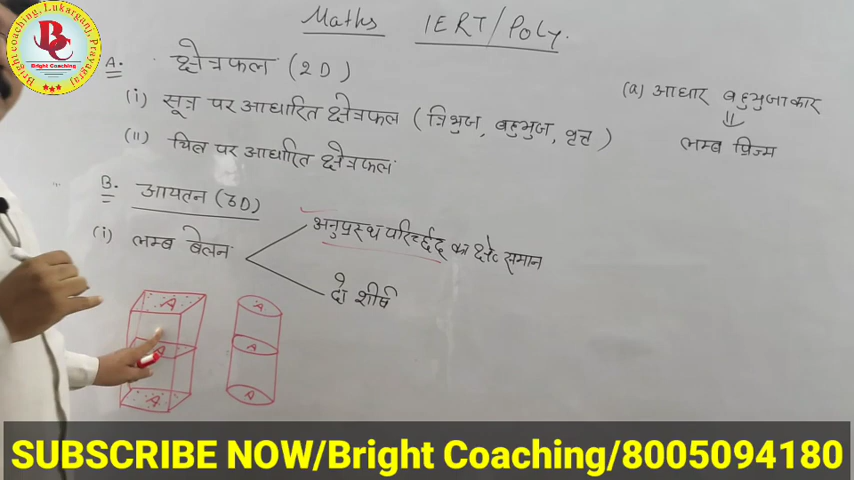 Bright coaching, Lukarganj, Prayagraj
BC
Bright Coaching
Maths IERT/Poly.
A. क्षेत्रफल (2D)
(i) सूत्र पर आधारित क्षेत्रफल (त्रिभुज, बहुभुज, वृत्त)
(ii) चित्र पर आधारित क्षेत्रफल
B. आयतन (3D)
(i) लम्ब बेलन
अनुप्रस्थ परिच्छेद का क्षे० समान
दो शीर्ष
(a) आधार बहुभुजाकार
⇓
लम्ब प्रिज्म
A
A
A
A
A
A
SUBSCRIBE NOW/Bright Coaching/8005094180